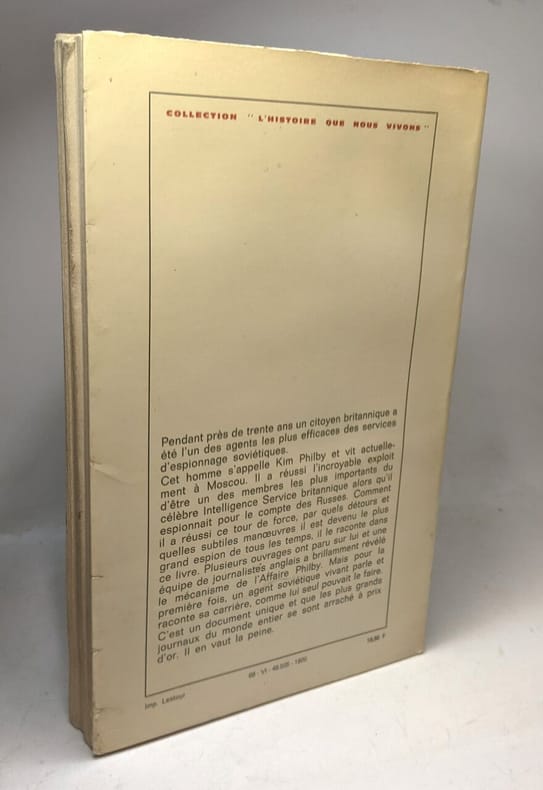 COLLECTION "L'HISTOIRE QUE NOUS VIVONS"
Pendant près de trente ans un citoyen britannique a
été l'un des agents les plus efficaces des services
d'espionnage soviétiques.
Cet homme s'appelle Kim Philby et vit actuelle-
ment à Moscou. Il a réussi l'incroyable exploit
d'être un des membres les plus importants du
célèbre Intelligence Service britannique alors qu'il
espionnait pour le compte des Russes. Comment
il a réussi ce tour de force, par quels détours et
quelles subtiles manœuvres il est devenu le plus
grand espion de tous les temps, il le raconte dans
ce livre. Plusieurs ouvrages ont paru sur lui et une
équipe de journalistes anglais a brillamment révélé
le mécanisme de l'Affaire Philby. Mais pour la
première fois, un agent soviétique vivant parle et
raconte sa carrière, comme lui seul pouvait le faire.
C'est un document unique et que les plus grands
journaux du monde entier se sont arraché à prix
d'or. Il en vaut la peine.
Imp.